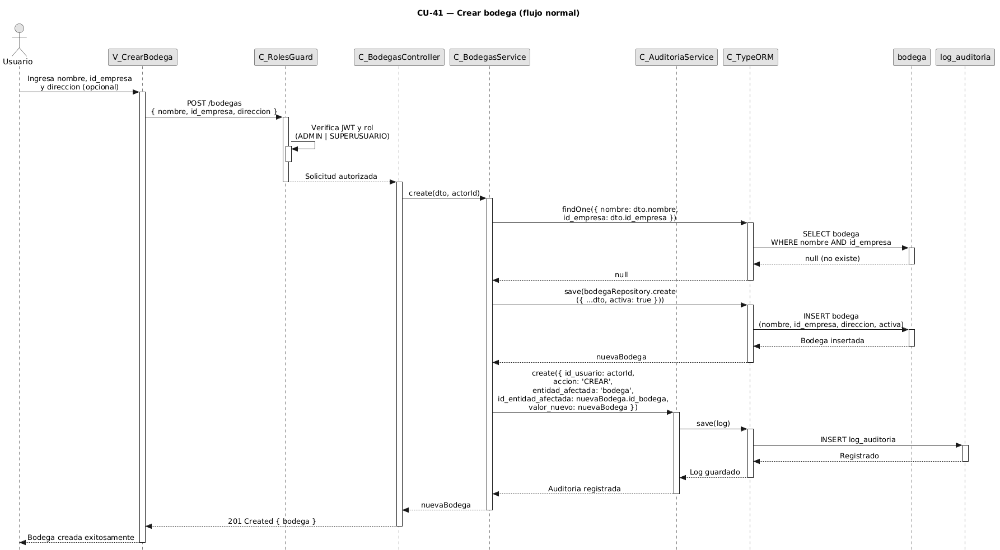 CU-41 — Crear bodega (flujo normal)
Usuario
V_CrearBodega
C_RolesGuard
C_BodegasController
C_BodegasService
C_AuditoriaService
C_TypeORM
bodega
log_auditoria
Ingresa nombre, id_empresa
y direccion (opcional)
POST /bodegas
{ nombre, id_empresa, direccion }
Verifica JWT y rol
(ADMIN | SUPERUSUARIO)
Solicitud autorizada
create(dto, actorId)
findOne({ nombre: dto.nombre,
id_empresa: dto.id_empresa })
SELECT bodega
WHERE nombre AND id_empresa
null (no existe)
null
save(bodegaRepository.create
({ ...dto, activa: true }))
INSERT bodega
(nombre, id_empresa, direccion, activa)
Bodega insertada
nuevaBodega
create({ id_usuario: actorId,
accion: 'CREAR',
entidad_afectada: 'bodega',
id_entidad_afectada: nuevaBodega.id_bodega,
valor_nuevo: nuevaBodega })
save(log)
INSERT log_auditoria
Registrado
Log guardado
Auditoria registrada
nuevaBodega
201 Created { bodega }
Bodega creada exitosamente